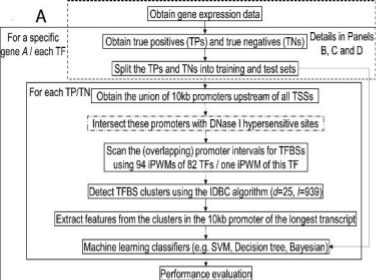 A
Obtain gene expression data
For a specific
gene A / each TF
Obtain true positives (TPs) and true negatives (TNs)
Details in Panels
B, C and D
Split the TPs and TNs into training and test sets
For each TP/TN
Obtain the union of 10kb promoters upstream of all TSSs
Intersect these promoters with DNase I hypersensitive sites
Scan the (overlapping) promoter intervals for TFBSs
using 94 iPWMs of 82 TFs / one iPWM of this TF
Detect TFBS clusters using the IDBC algorithm (d=25, I=939)
Extract features from the clusters in the 10kb promoter of the longest transcript
Machine learning classifiers (e.g. SVM, Decision tree, Bayesian)
Performance evaluation